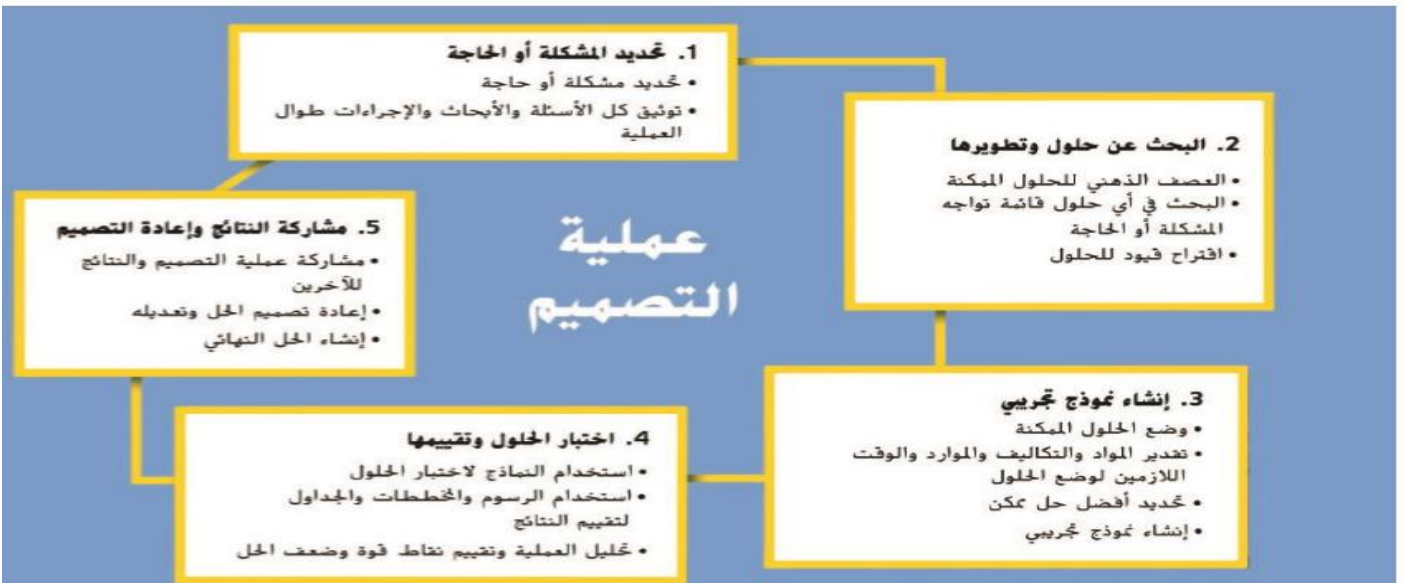 1. تحديد المشكلة أو الحاجة
• تحديد مشكلة أو حاجة
• توثيق كل الأسئلة والأبحاث والإجراءات طوال
العملية
2. البحث عن حلول وتطويرها
• العصف الذهني للحلول الممكنة
• البحث في أي حلول قائمة تواجه
المشكلة أو الحاجة
• اقتراح قيود للحلول
3. إنشاء نموذج تجريبي
• وضع الحلول الممكنة
• تقدير المواد والتكاليف والموارد والوقت
اللازمين لوضع الحلول
• تحديد أفضل حل ممكن
• إنشاء نموذج تجريبي
4. اختبار الحلول وتقييمها
• استخدام النماذج لاختبار الحلول
• استخدام الرسوم والمخططات والجداول
لتقييم النتائج
• تحليل العملية وتقييم نقاط قوة وضعف الحل
5. مشاركة النتائج وإعادة التصميم
• مشاركة عملية التصميم والنتائج
للآخرين
• إعادة تصميم الحل وتعديله
• إنشاء الحل النهائي
عملية
التصميم